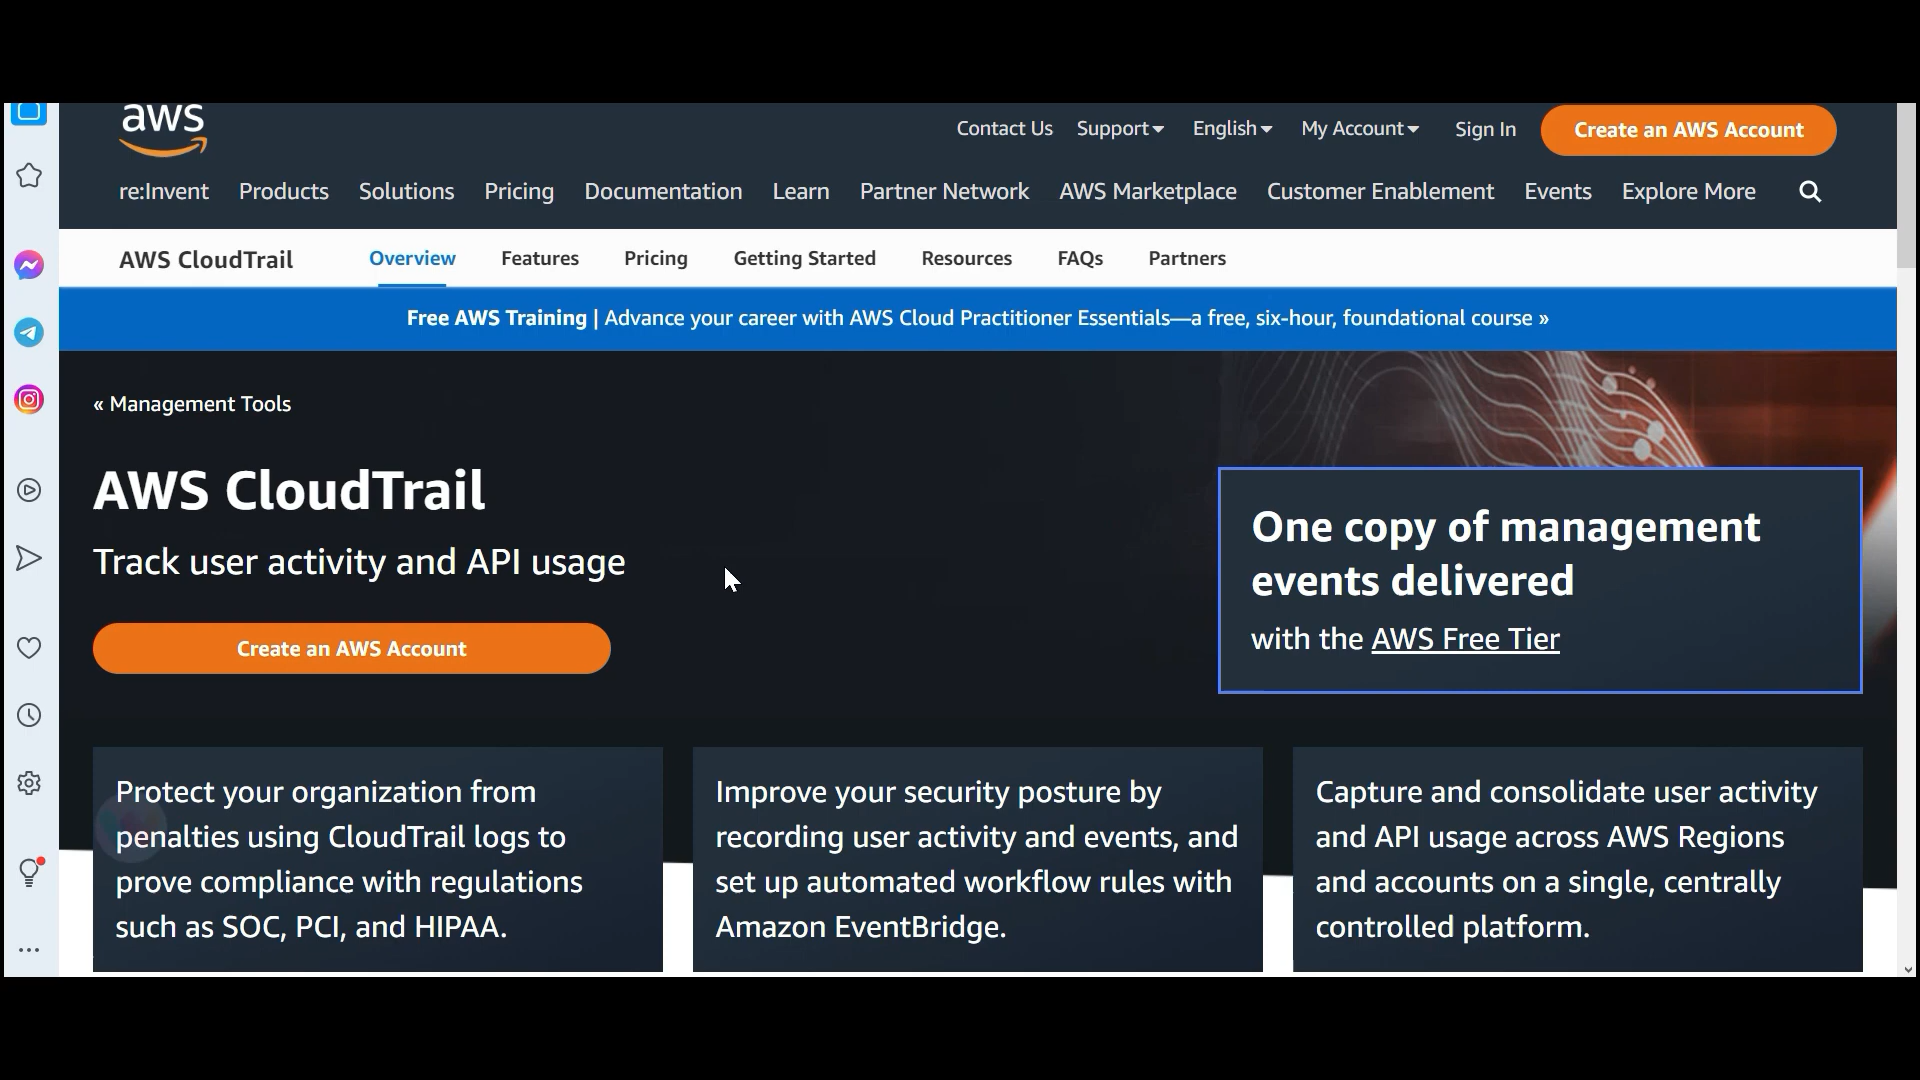 aws
Contact Us Support English My Account Sign In Create an AWS Account
re:Invent Products Solutions Pricing Documentation Learn Partner Network AWS Marketplace Customer Enablement Events Explore More
AWS CloudTrail Overview Features Pricing Getting Started Resources FAQs Partners
Free AWS Training | Advance your career with AWS Cloud Practitioner Essentials—a free, six-hour, foundational course »
« Management Tools
AWS CloudTrail
Track user activity and API usage
Create an AWS Account
One copy of management
events delivered
with the AWS Free Tier
Protect your organization from
penalties using CloudTrail logs to
prove compliance with regulations
such as SOC, PCI, and HIPAA.
Improve your security posture by
recording user activity and events, and
set up automated workflow rules with
Amazon EventBridge.
Capture and consolidate user activity
and API usage across AWS Regions
and accounts on a single, centrally
controlled platform.